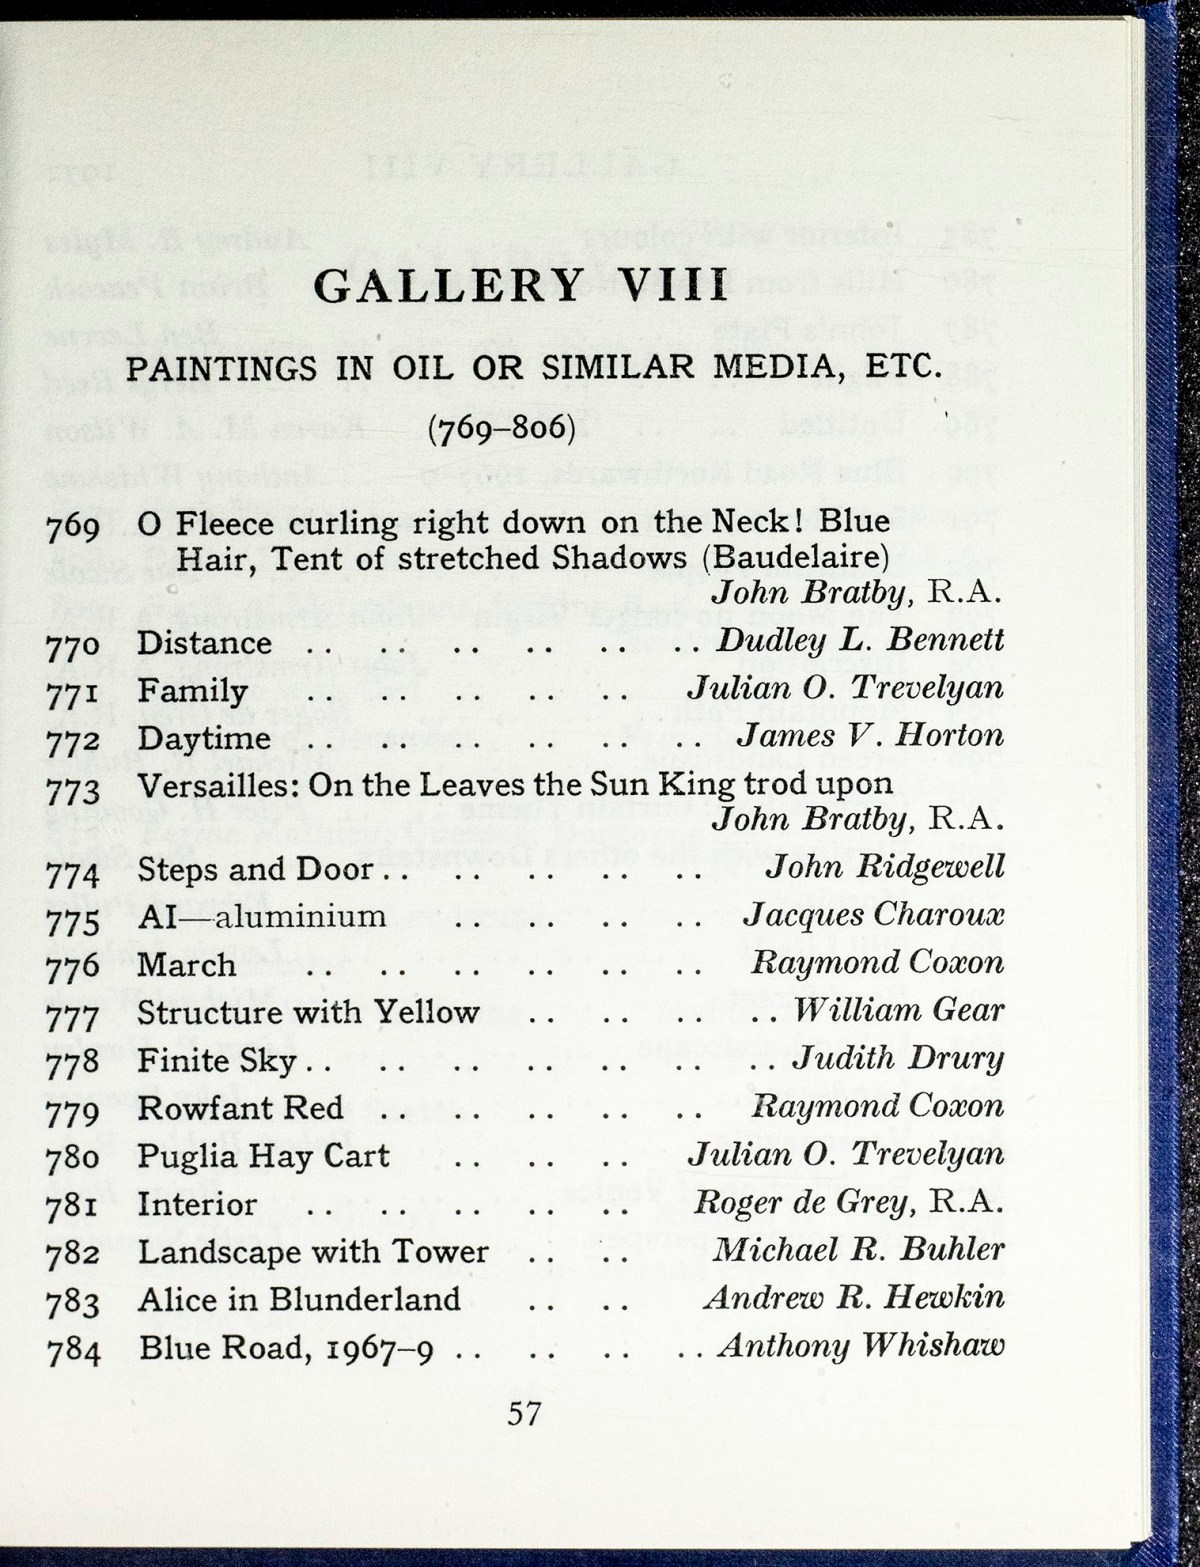 GALLERY VIII
PAINTINGS IN OIL OR SIMILAR MEDIA, ETC.
(769–806)
769 O Fleece curling right down on the Neck! Blue
Hair, Tent of stretched Shadows (Baudelaire)
John Bratby, R.A.
770 Distance .. .. .. .. .. .. Dudley L. Bennett
771 Family .. .. .. .. .. Julian O. Trevelyan
772 Daytime .. .. .. .. .. .. James V. Horton
773 Versailles: On the Leaves the Sun King trod upon
John Bratby, R.A.
774 Steps and Door .. .. .. .. .. John Ridgewell
775 AI—aluminium .. .. .. .. Jacques Charoux
776 March .. .. .. .. .. .. Raymond Coxon
777 Structure with Yellow .. .. .. .. William Gear
778 Finite Sky .. .. .. .. .. .. .. Judith Drury
779 Rowfant Red .. .. .. .. .. Raymond Coxon
780 Puglia Hay Cart .. .. .. Julian O. Trevelyan
781 Interior .. .. .. .. .. Roger de Grey, R.A.
782 Landscape with Tower .. .. Michael R. Buhler
783 Alice in Blunderland .. .. Andrew R. Hewkin
784 Blue Road, 1967–9 .. .. .. .. Anthony Whishaw
57